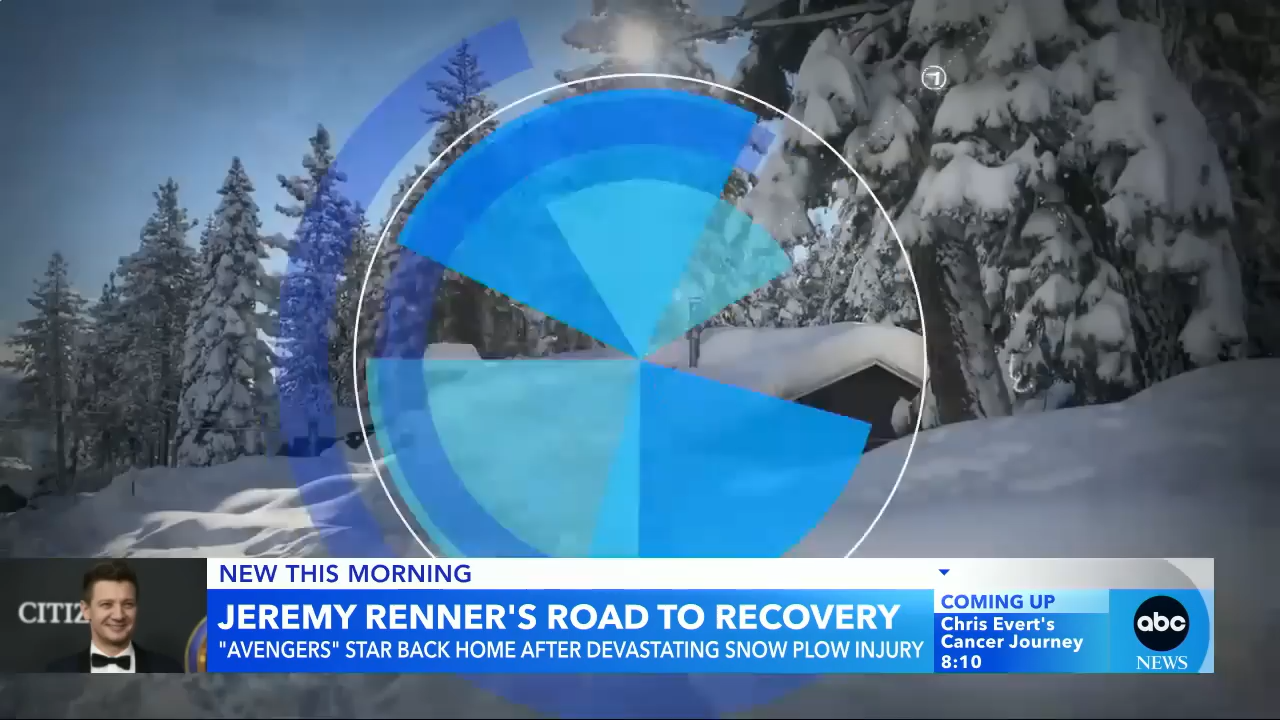 CITIZ
NEW THIS MORNING
JEREMY RENNER'S ROAD TO RECOVERY
"AVENGERS" STAR BACK HOME AFTER DEVASTATING SNOW PLOW INJURY
COMING UP
Chris Evert's
Cancer Journey
8:10
abc
NEWS